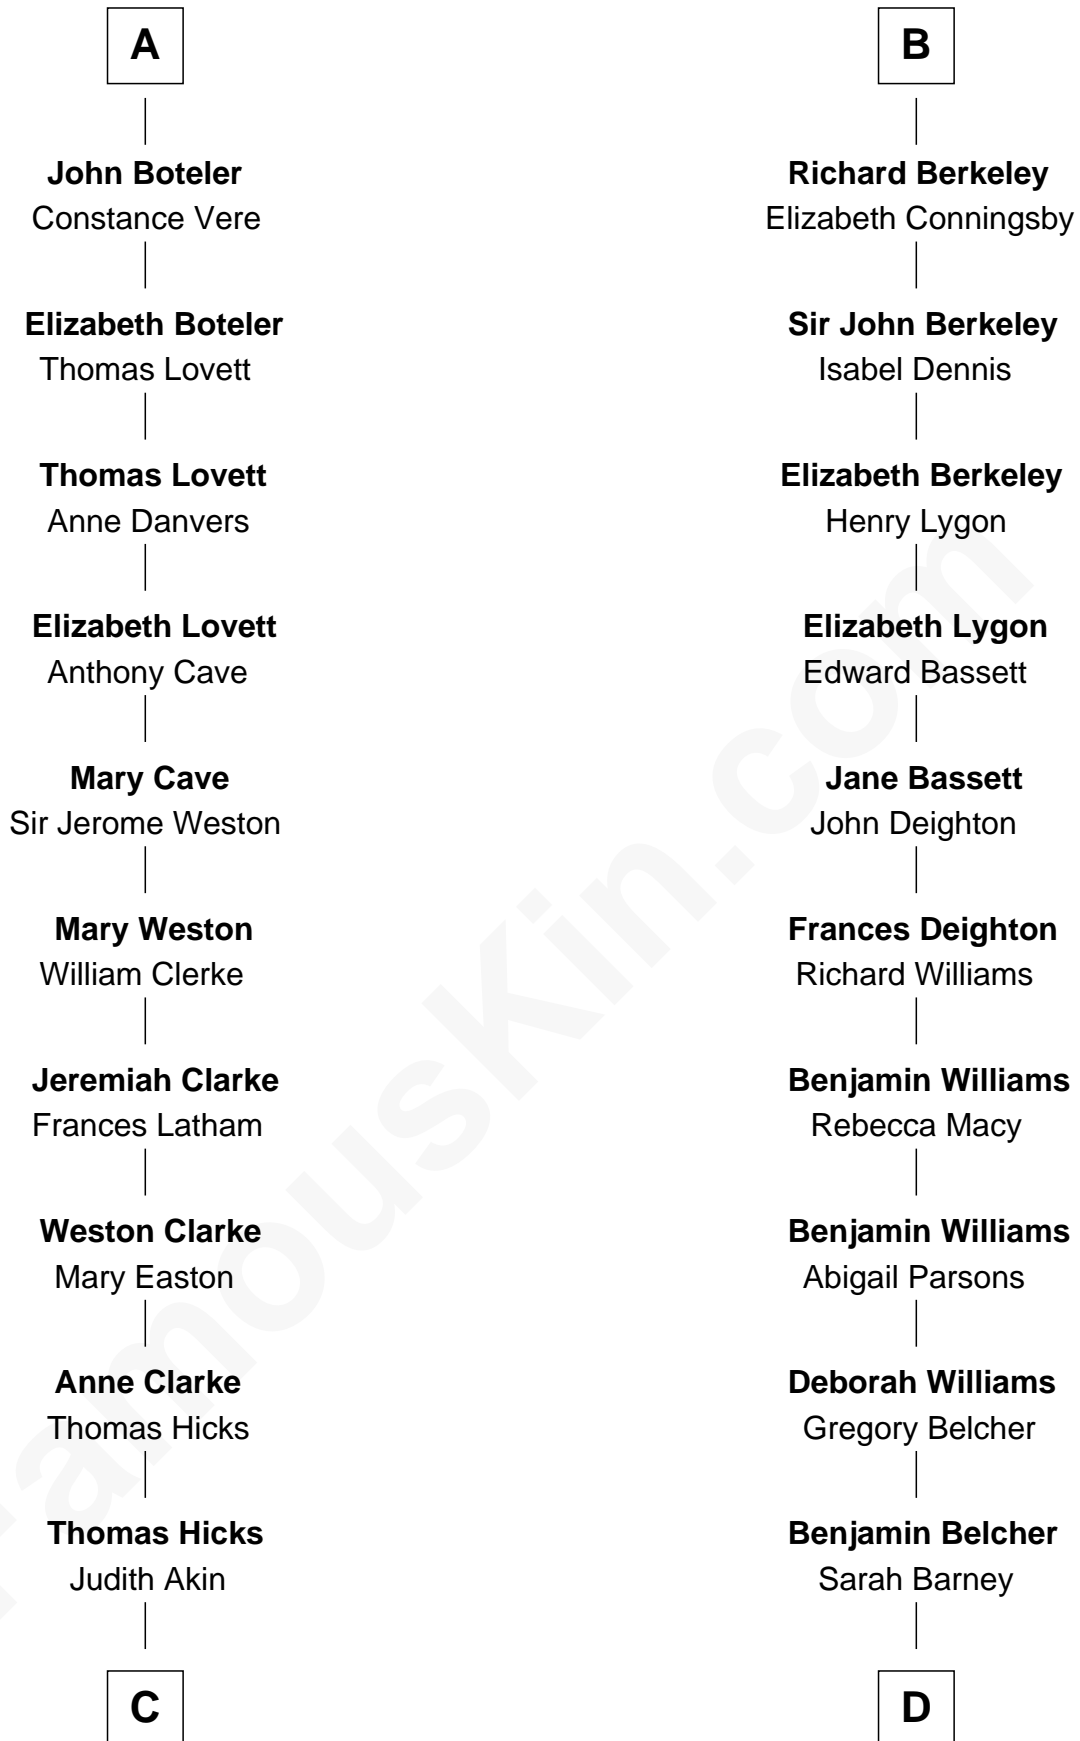 A
John Boteler
Constance Vere
Elizabeth Boteler
Thomas Lovett
Thomas Lovett
Anne Danvers
Elizabeth Lovett
Anthony Cave
Mary Cave
Sir Jerome Weston
Mary Weston
William Clerke
Jeremiah Clarke
Frances Latham
Weston Clarke
Mary Easton
Anne Clarke
Thomas Hicks
Thomas Hicks
Judith Akin
C
B
Richard Berkeley
Elizabeth Conningsby
Sir John Berkeley
Isabel Dennis
Elizabeth Berkeley
Henry Lygon
Elizabeth Lygon
Edward Bassett
Jane Bassett
John Deighton
Frances Deighton
Richard Williams
Benjamin Williams
Rebecca Macy
Benjamin Williams
Abigail Parsons
Deborah Williams
Gregory Belcher
Benjamin Belcher
Sarah Barney
D
FamousKin.com